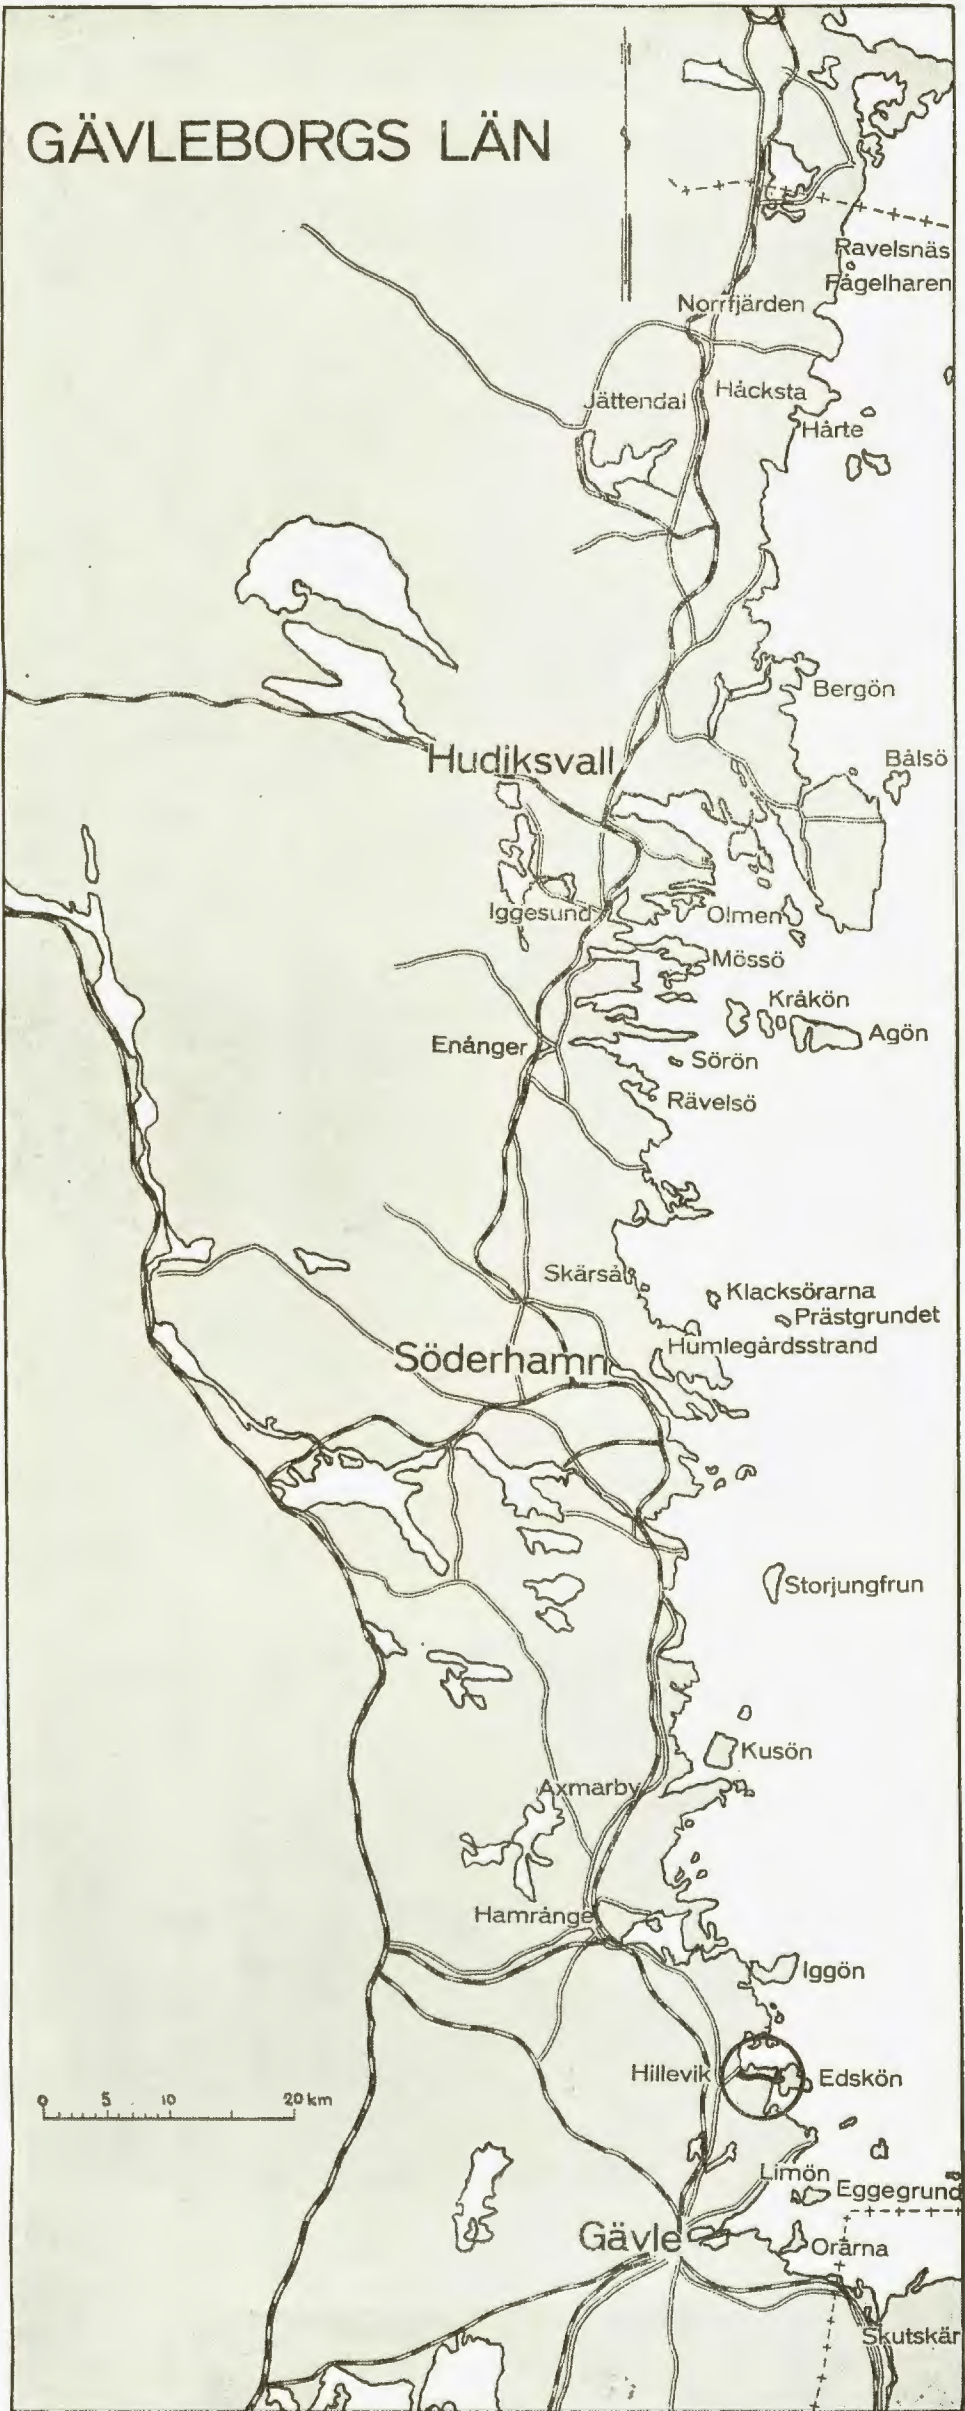 GÄVLEBORGS LÄN
Ravelsnäs
Fågelharen
Norrfjärden
Jättendal
Håcksta
Hårte
Bergön
Hudiksvall
Bålsö
Iggesund
Olmen
Mössö
Kråkön
Agön
Enånger
Sörön
Rävelsö
Skärså
Klacksörarna
Prästgrundet
Humlegårdsstrand
Söderhamn
Storjungfrun
Kusön
Axmarby
Hamrånge
Iggön
Hillevik
Edskön
0 5 10 20 km
Limön
Eggegrund
Gävle
Orarna
Skutskär